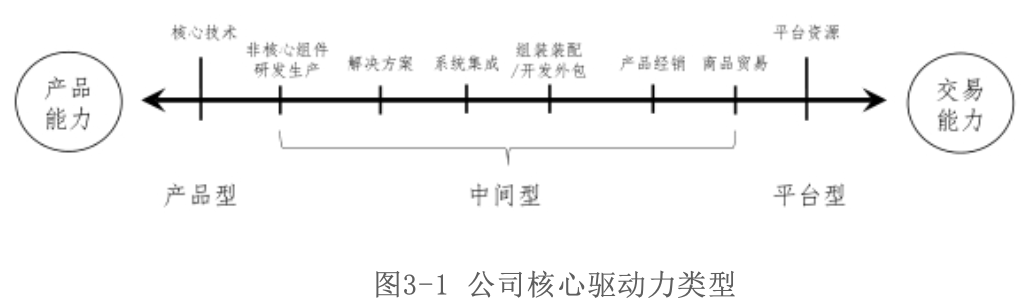 核心技术
非核心组件
研发生产
解决方案
系统集成
组装装配
/开发外包
产品经销
商品贸易
平台资源
产品
能力
交易
能力
产品型
中间型
平台型
图3-1 公司核心驱动力类型